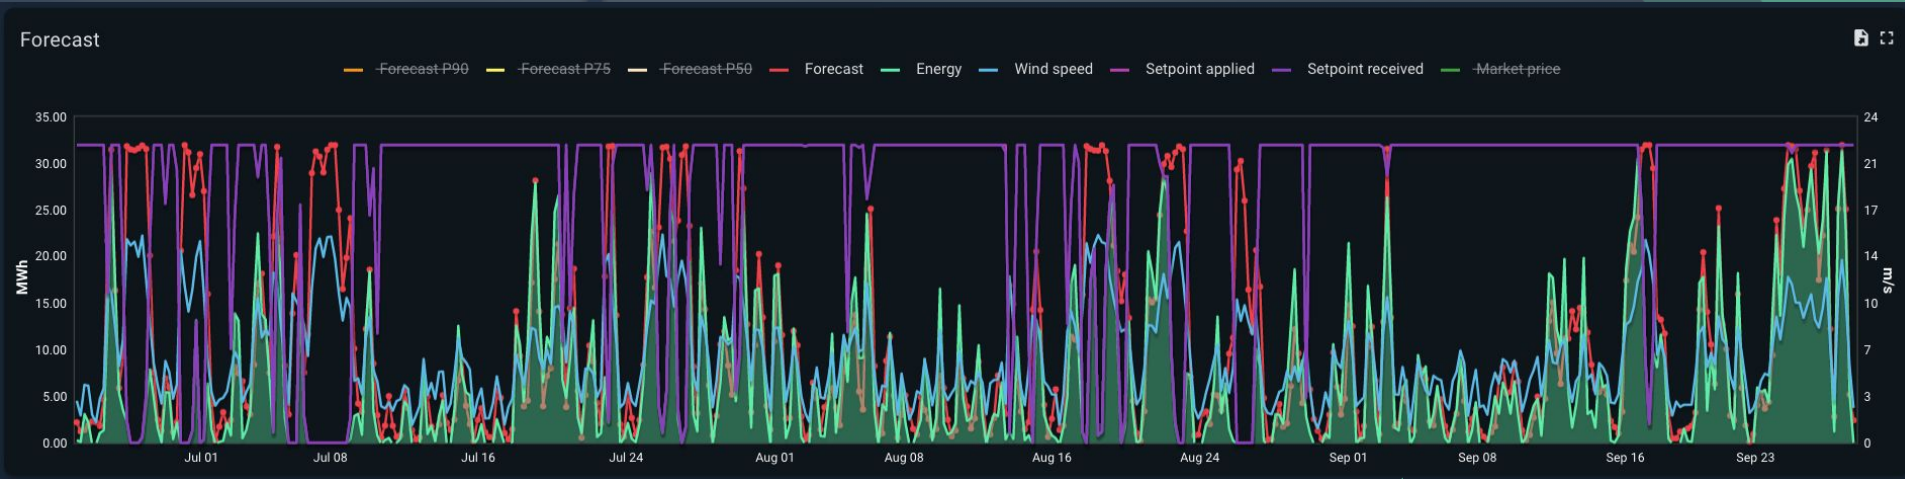 Forecast
Forecast P90 Forecast P75 Forecast P50 Forecast Energy Wind speed Setpoint applied Setpoint received Market price
35.00 24
30.00 21
25.00 17
20.00 14
MWh m/s
15.00 10
10.00 7
5.00 3
0.00 0
Jul 01 Jul 08 Jul 16 Jul 24 Aug 01 Aug 08 Aug 16 Aug 24 Sep 01 Sep 08 Sep 16 Sep 23